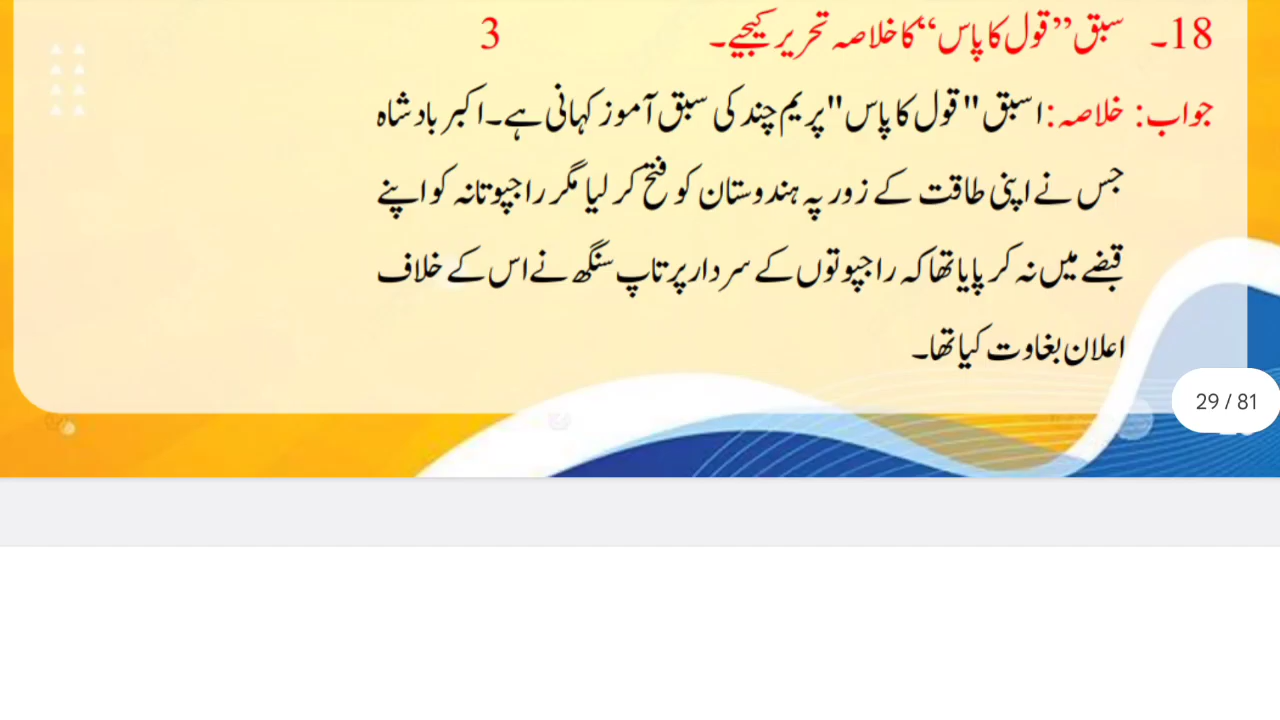 18۔ سبق ”قول کا پاس“ کا خلاصہ تحریر کیجیے۔ 3
جواب: خلاصہ: اسبق "قول کا پاس" پریم چند کی سبق آموز کہانی ہے۔ اکبر بادشاہ
جس نے اپنی طاقت کے زور پہ ہندوستان کو فتح کر لیا مگر راجپوتانہ کو اپنے
قبضے میں نہ کر پایا تھا کہ راجپوتوں کے سردار پرتاپ سنگھ نے اس کے خلاف
اعلان بغاوت کیا تھا۔
29 / 81